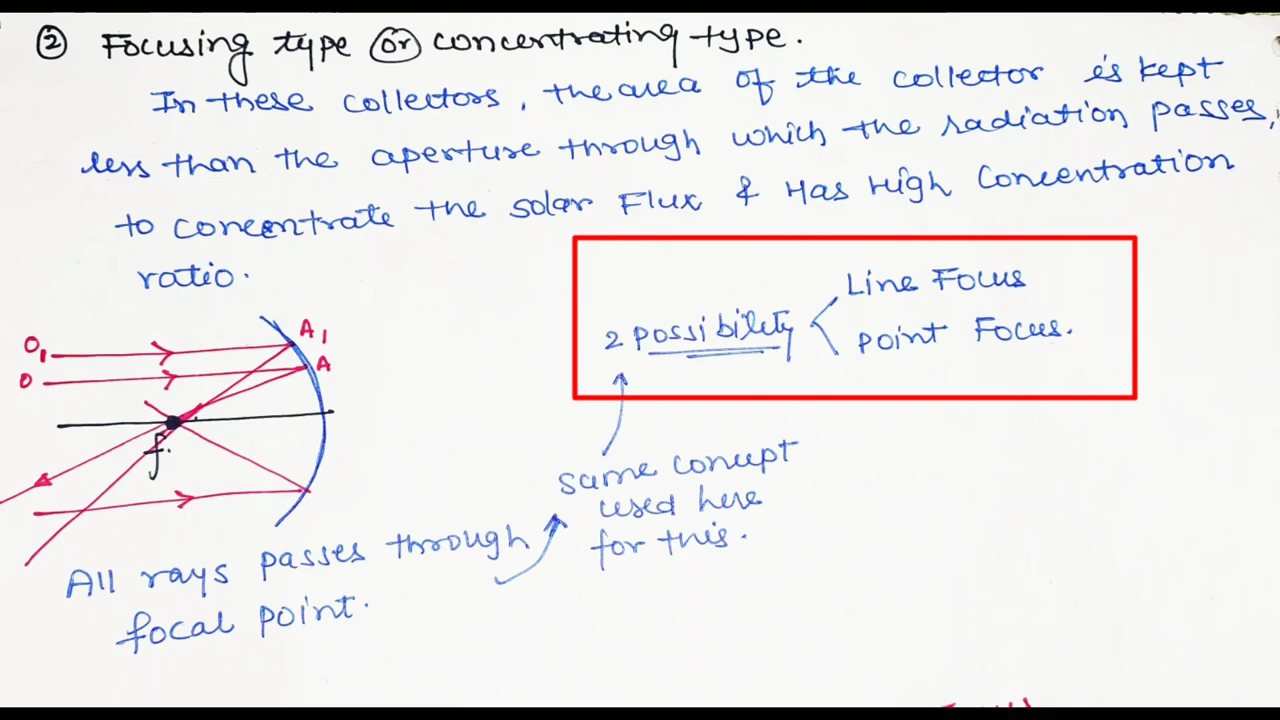 ② Focusing type or concentrating type.
In these collectors, the area of the collector is kept
less than the aperture through which the radiation passes,
to concentrate the solar Flux & Has High Concentration
ratio.
2 possibility
Line Focus
Point Focus.
O1
A1
O
A
f.
Same concept
used here
for this.
All rays passes through
focal point.